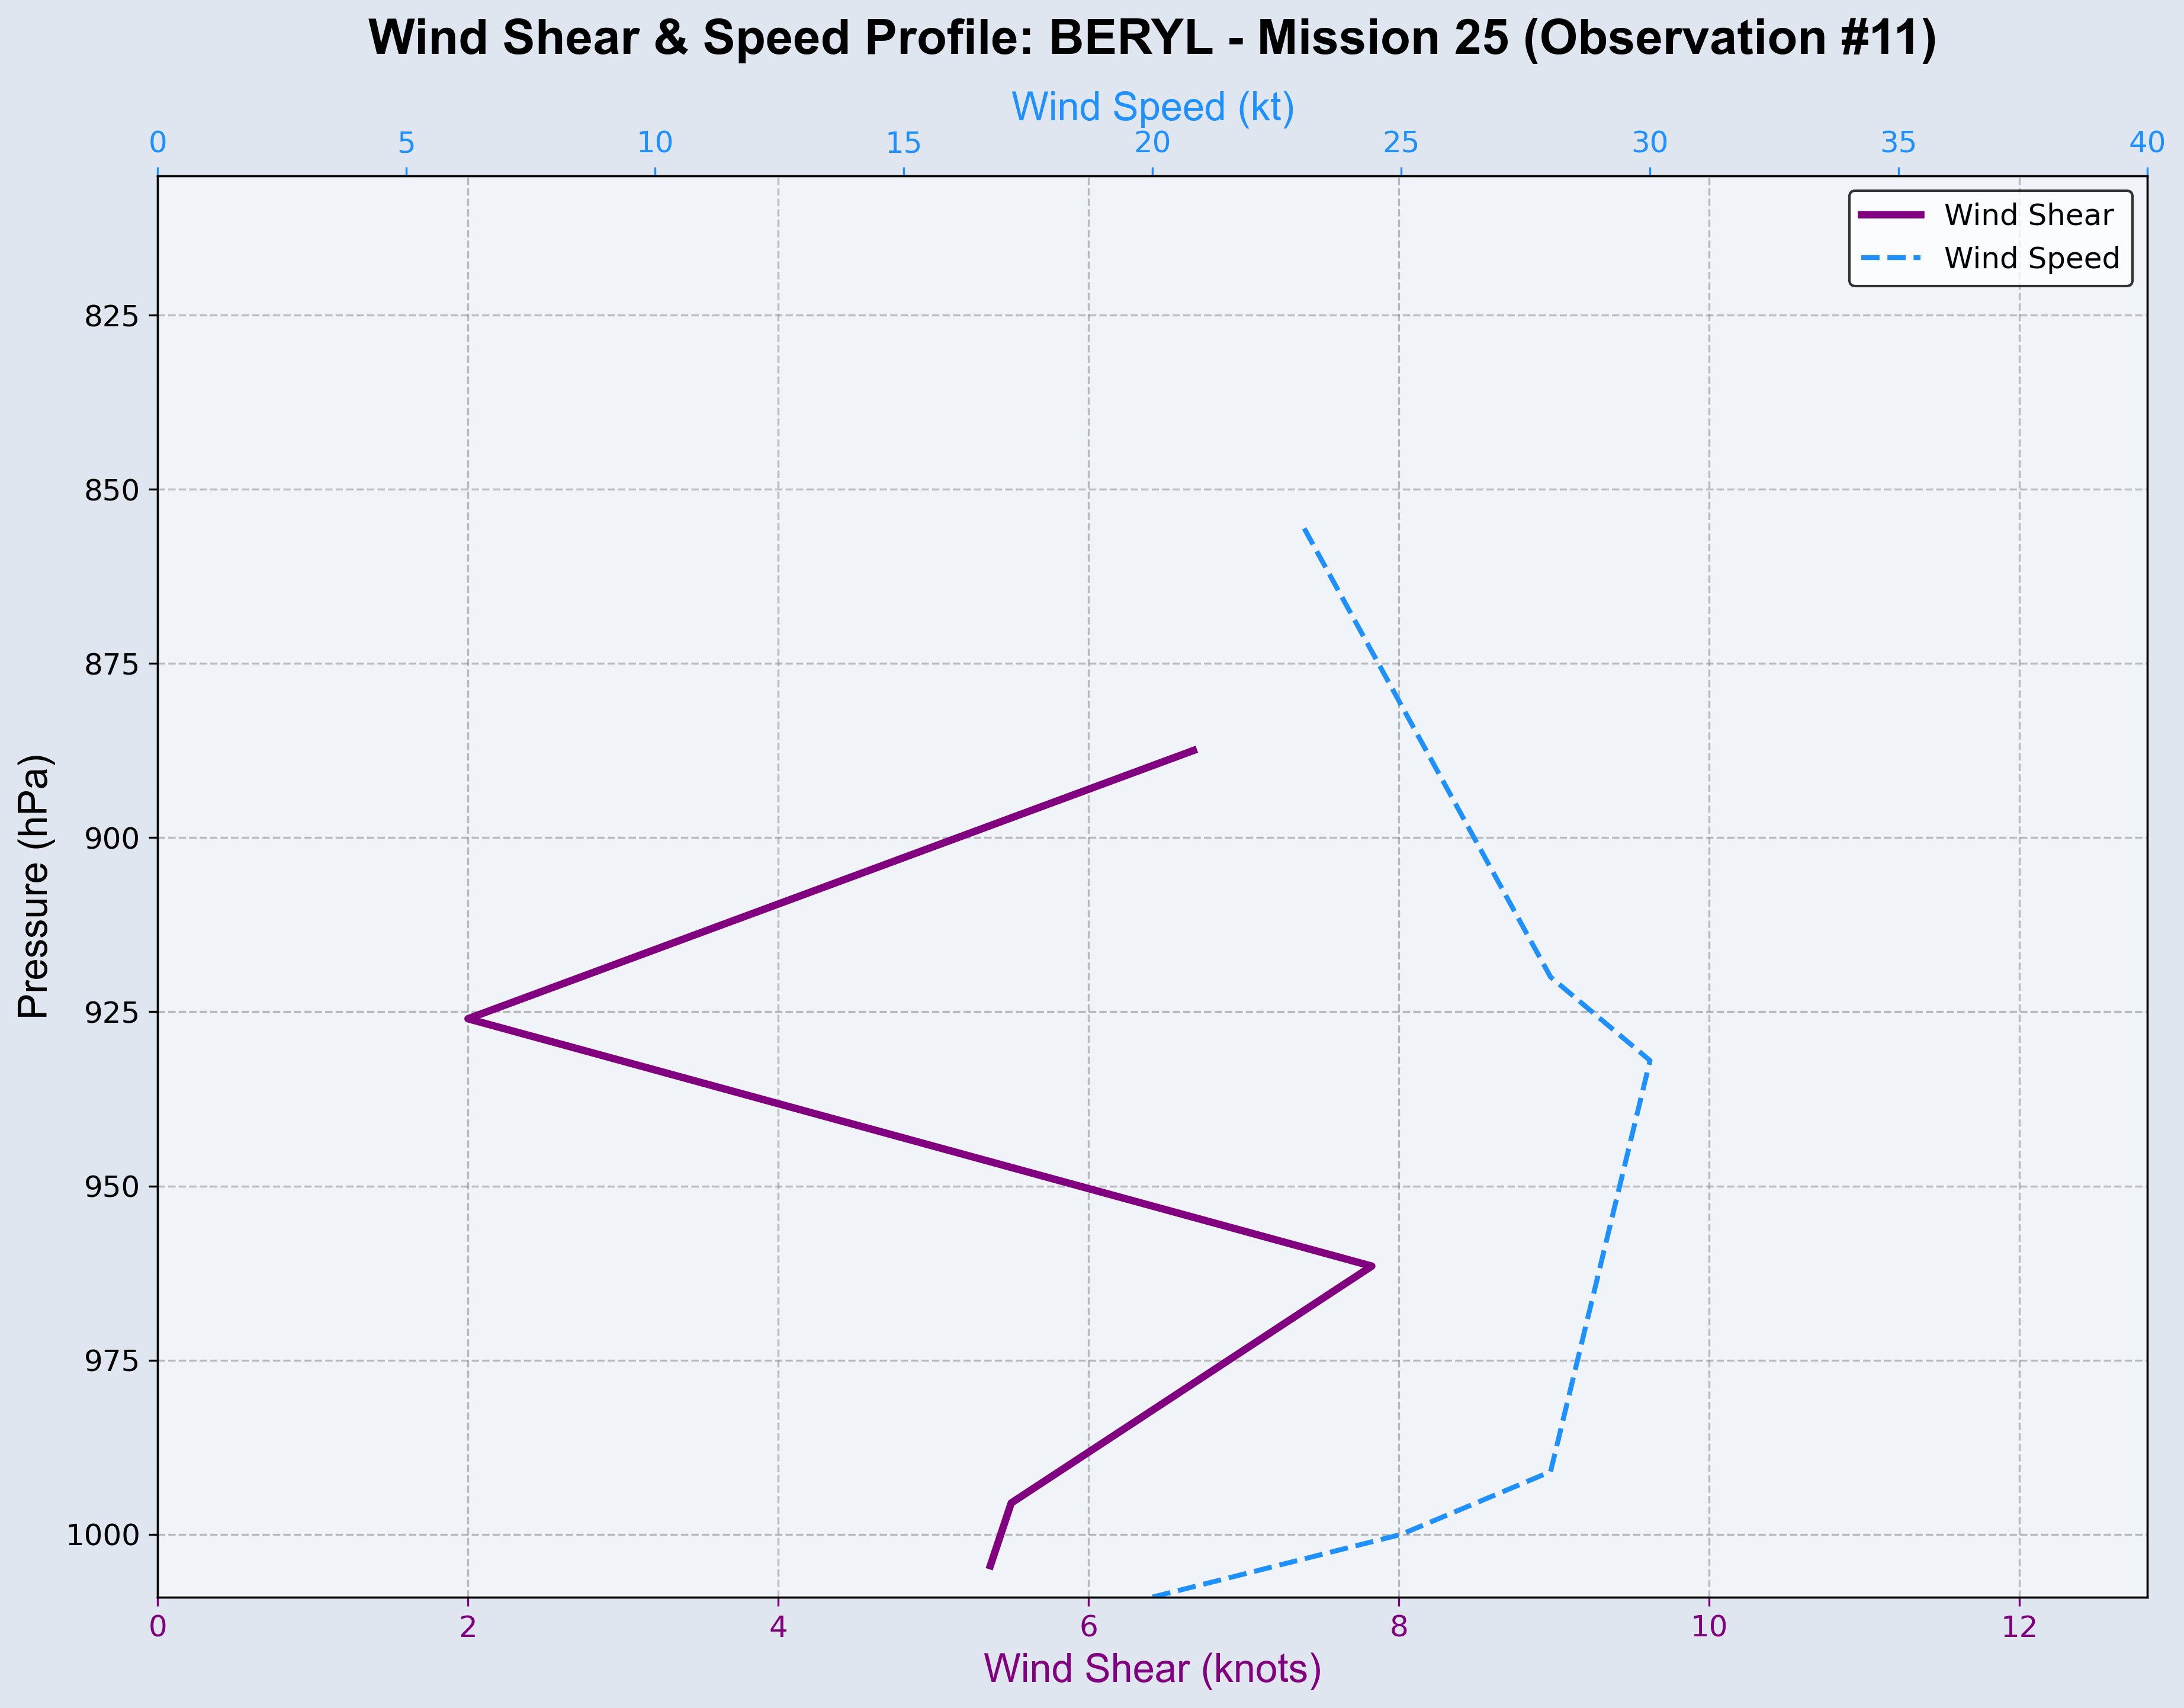 Wind Shear & Speed Profile: BERYL - Mission 25 (Observation #11)
Wind Speed (kt)
0 5 10 15 20 25 30 35 40
Wind Shear
Wind Speed
Pressure (hPa)
825
850
875
900
925
950
975
1000
0 2 4 6 8 10 12
Wind Shear (knots)